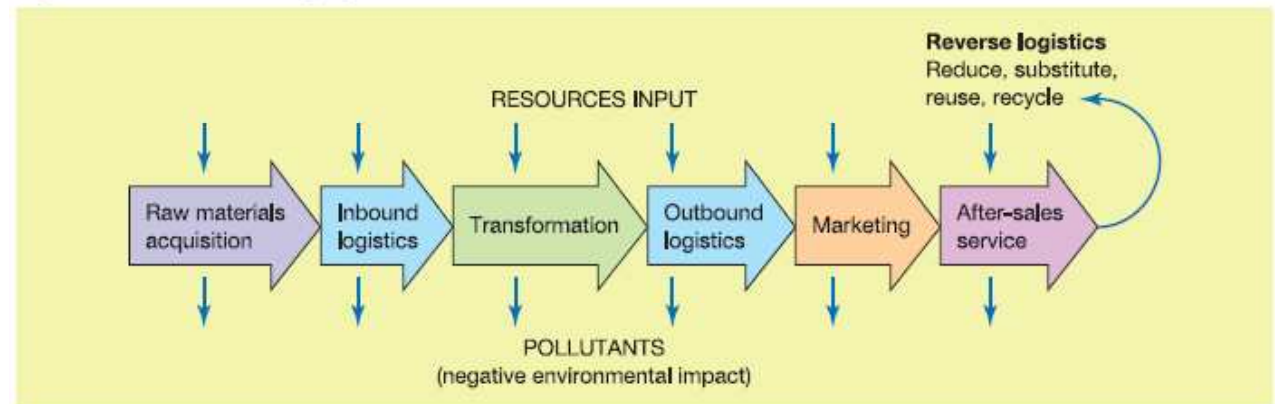 Reverse logistics
Reduce, substitute,
reuse, recycle
RESOURCES INPUT
Raw materials
acquisition
Inbound
logistics
Transformation
Outbound
logistics
Marketing
After-sales
service
POLLUTANTS
(negative environmental impact)